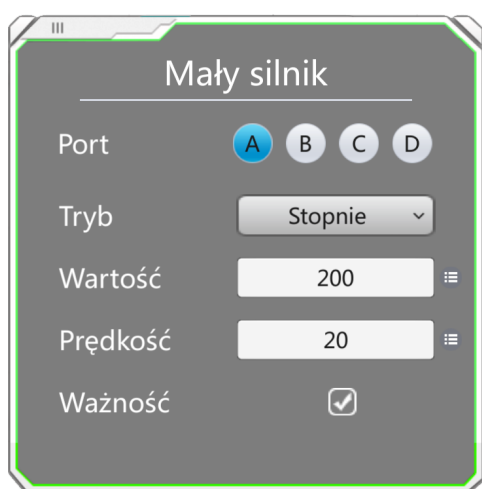 Mały silnik
Port A B C D
Tryb Stopnie
Wartość 200
Prędkość 20
Ważność